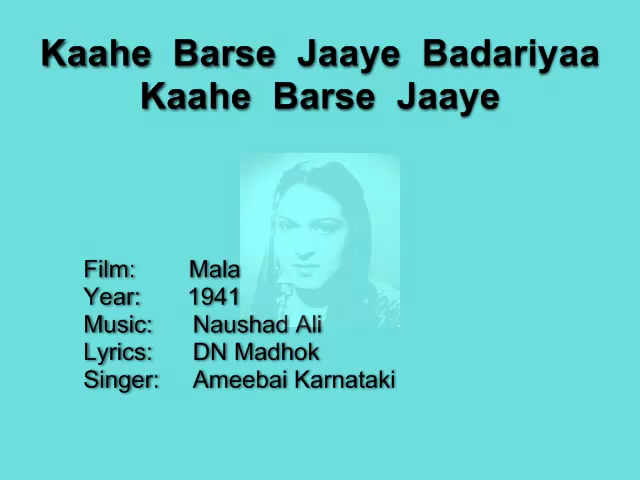 Kaahe Barse Jaaye Badariyaa
Kaahe Barse Jaaye
Film: Mala
Year: 1941
Music: Naushad Ali
Lyrics: DN Madhok
Singer: Ameebai Karnataki